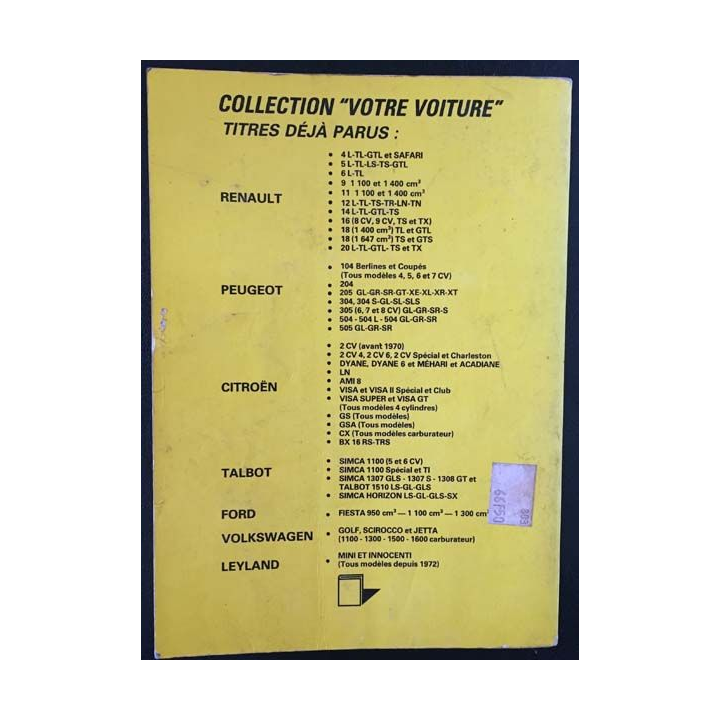 COLLECTION "VOTRE VOITURE"
TITRES DÉJÀ PARUS :
RENAULT
• 4 L-TL-GTL et SAFARI
• 5 L-TL-LS-TS-GTL
• 6 L-TL
• 9 1 100 et 1 400 cm³
• 11 1 100 et 1 400 cm³
• 12 L-TL-TS-TR-LN-TN
• 14 L-TL-GTL-TS
• 16 (8 CV, 9 CV, TS et TX)
• 18 (1 400 cm³) TL et GTL
• 18 (1 647 cm³) TS et GTS
• 20 L-TL-GTL- TS et TX
PEUGEOT
• 104 Berlines et Coupés
(Tous modèles 4, 5, 6 et 7 CV)
• 204
• 205 GL-GR-SR-GT-XE-XL-XR-XT
• 304, 304 S-GL-SL-SLS
• 305 (6, 7 et 8 CV) GL-GR-SR-S
• 504 - 504 L - 504 GL-GR-SR
• 505 GL-GR-SR
CITROËN
• 2 CV (avant 1970)
• 2 CV 4, 2 CV 6, 2 CV Spécial et Charleston
• DYANE, DYANE 6 et MÉHARI et ACADIANE
• LN
• AMI 8
• VISA et VISA II Spécial et Club
• VISA SUPER et VISA GT
(Tous modèles 4 cylindres)
• GS (Tous modèles)
• GSA (Tous modèles)
• CX (Tous modèles carburateur)
• BX 16 RS-TRS
TALBOT
• SIMCA 1100 (5 et 6 CV)
• SIMCA 1100 Spécial et TI
• SIMCA 1307 GLS - 1307 S - 1308 GT et
TALBOT 1510 LS-GL-GLS
• SIMCA HORIZON LS-GL-GLS-SX
FORD
• FIESTA 950 cm³ — 1 100 cm³ — 1 300 cm³
VOLKSWAGEN
• GOLF, SCIROCCO et JETTA
(1100 - 1300 - 1500 - 1600 carburateur)
LEYLAND
• MINI ET INNOCENTI
(Tous modèles depuis 1972)
803
66F50